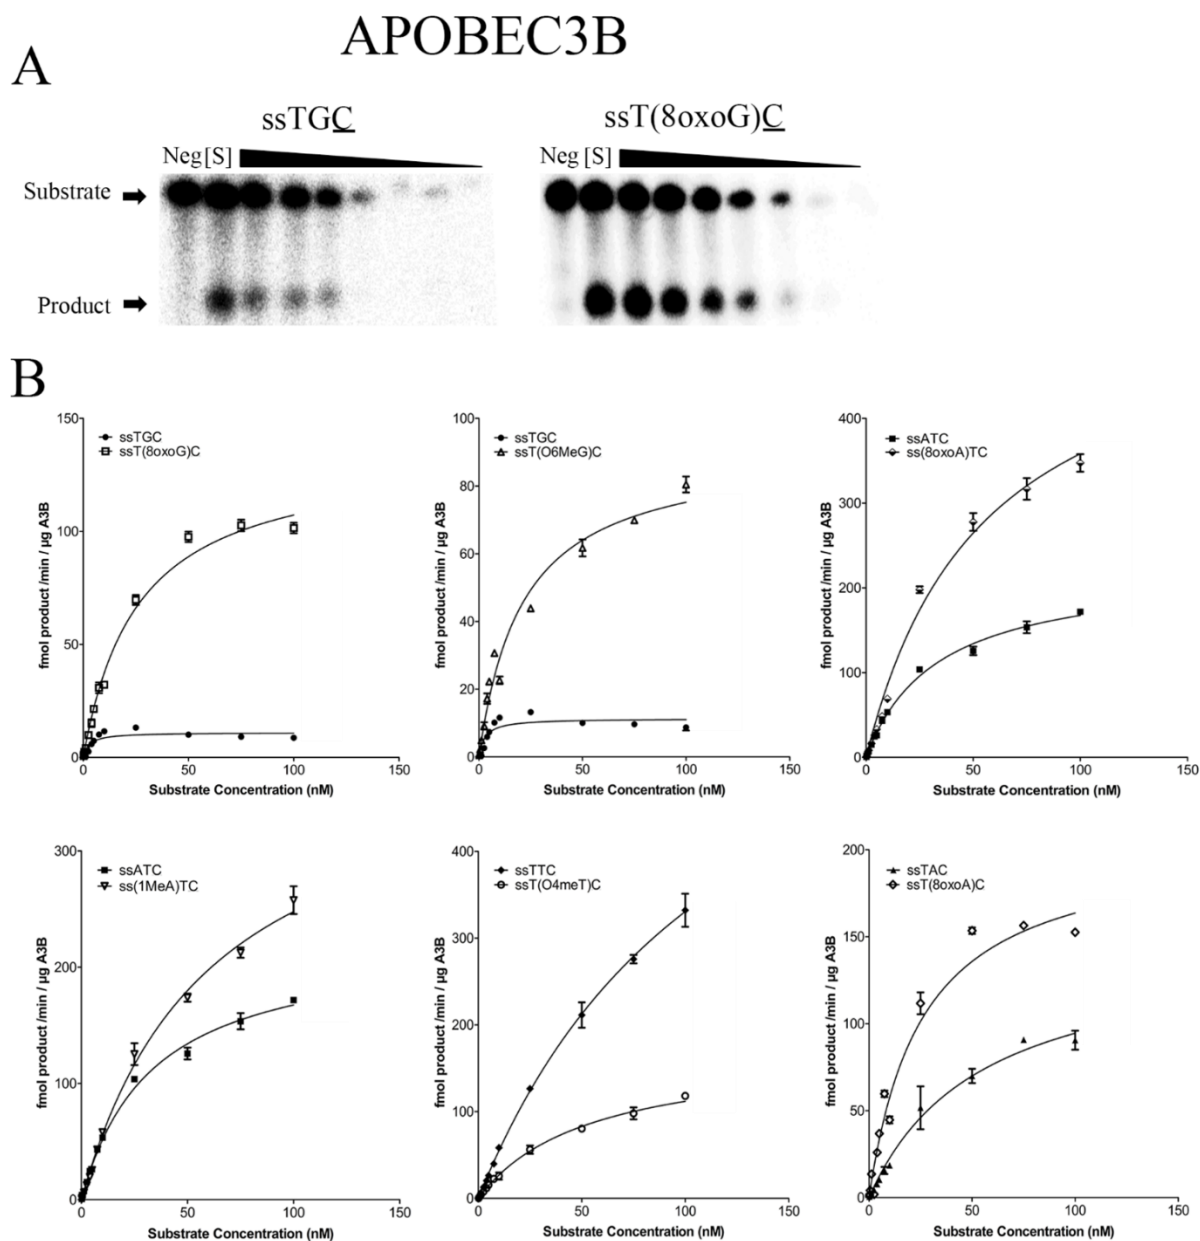 APOBEC3B
A
ssTGC
ssT(8oxoG)C
Neg [S]
Neg [S]
Substrate
Product
B
150
100
50
0
0
50
100
150
ssTGC
ssT(8oxoG)C
fmol product /min / µg A3B
Substrate Concentration (nM)
100
80
60
40
20
0
0
50
100
150
ssTGC
ssT(O6MeG)C
fmol product /min / µg A3B
Substrate Concentration (nM)
400
300
200
100
0
0
50
100
150
ssATC
ss(8oxoA)TC
fmol product /min / µg A3B
Substrate Concentration (nM)
300
200
100
0
0
50
100
150
ssATC
ss(1MeA)TC
fmol product /min / µg A3B
Substrate Concentration (nM)
400
300
200
100
0
0
50
100
150
ssTTC
ssT(O4meT)C
fmol product /min / µg A3B
Substrate Concentration (nM)
200
150
100
50
0
0
50
100
150
ssTAC
ssT(8oxoA)C
fmol product /min / µg A3B
Substrate Concentration (nM)